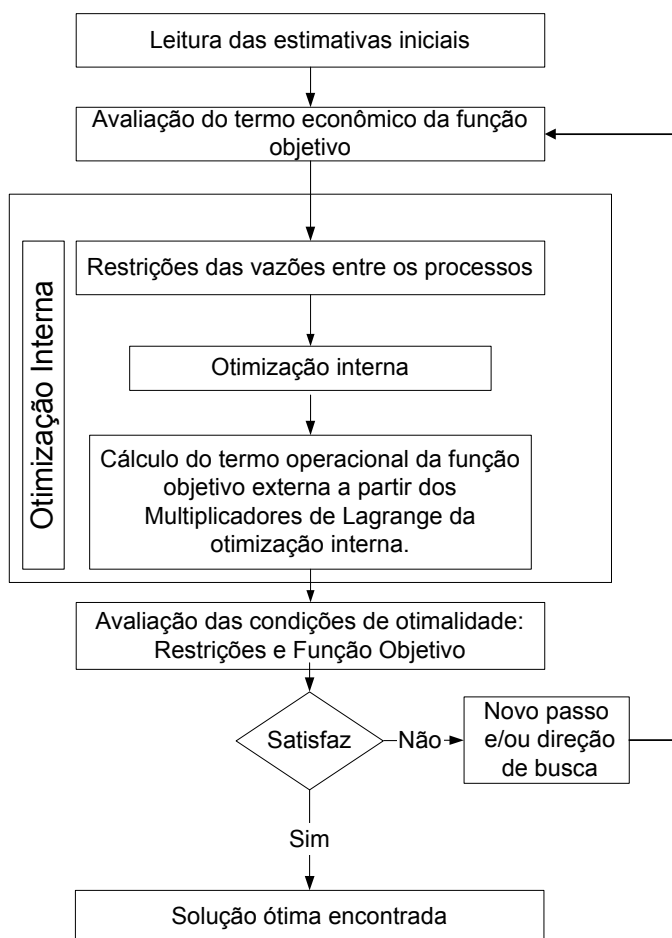 Leitura das estimativas iniciais
Avaliação do termo econômico da função
objetivo
Otimização Interna
Restrições das vazões entre os processos
Otimização interna
Cálculo do termo operacional da função
objetivo externa a partir dos
Multiplicadores de Lagrange da
otimização interna.
Avaliação das condições de otimalidade:
Restrições e Função Objetivo
Satisfaz
Não
Novo passo
e/ou direção
de busca
Sim
Solução ótima encontrada